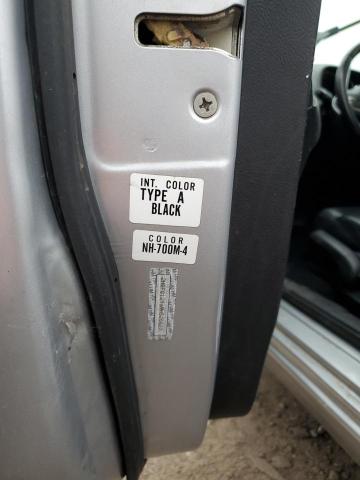 INT. COLOR
TYPE A
BLACK
COLOR
NH-700M-4